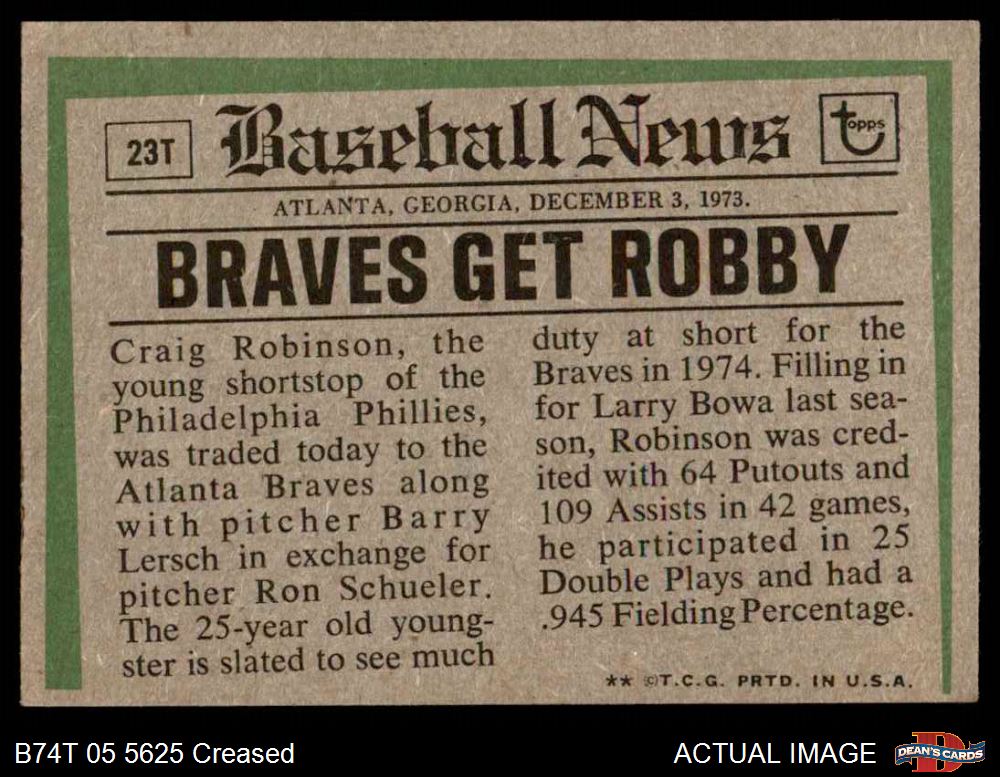 23T
Baseball News
topps
ATLANTA, GEORGIA, DECEMBER 3, 1973.
BRAVES GET ROBBY
Craig Robinson, the
young shortstop of the
Philadelphia Phillies,
was traded today to the
Atlanta Braves along
with pitcher Barry
Lersch in exchange for
pitcher Ron Schueler.
The 25-year old young-
ster is slated to see much
duty at short for the
Braves in 1974. Filling in
for Larry Bowa last sea-
son, Robinson was cred-
ited with 64 Putouts and
109 Assists in 42 games,
he participated in 25
Double Plays and had a
.945 Fielding Percentage.
** ©T.C.G. PRTD. IN U.S.A.
B74T 05 5625 Creased
ACTUAL IMAGE
DEAN'S CARDS